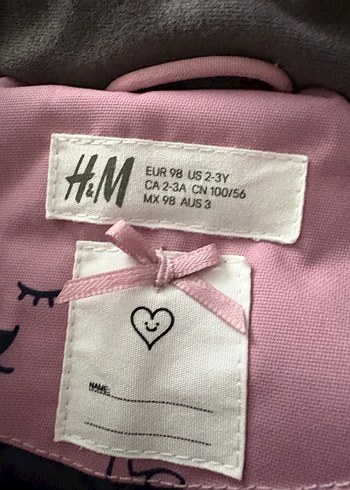 H&M
EUR 98 US 2-3Y
CA 2-3A CN 100/56
MX 98 AUS 3
NAME: